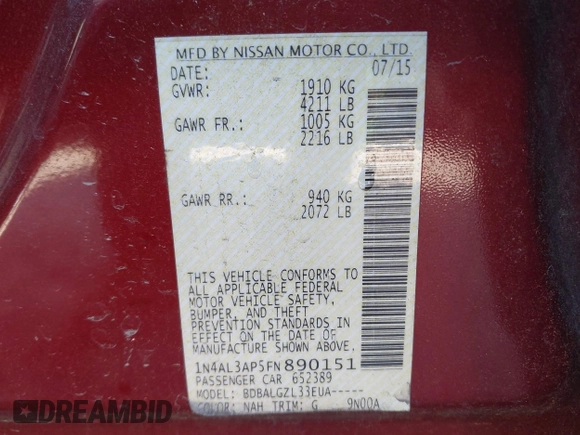 MFD BY NISSAN MOTOR CO., LTD.
DATE: 07/15
GVWR: 1910 KG
4211 LB
GAWR FR.: 1005 KG
2216 LB
GAWR RR.: 940 KG
2072 LB
THIS VEHICLE CONFORMS TO
ALL APPLICABLE FEDERAL
MOTOR VEHICLE SAFETY,
BUMPER, AND THEFT
PREVENTION STANDARDS IN
EFFECT ON THE DATE OF
MANUFACTURE SHOWN ABOVE.
1N4AL3AP5FN890151
PASSENGER CAR 652389
MODEL: BDBALGZL33EUA-----
COLOR: NAH TRIM: G 9N00A